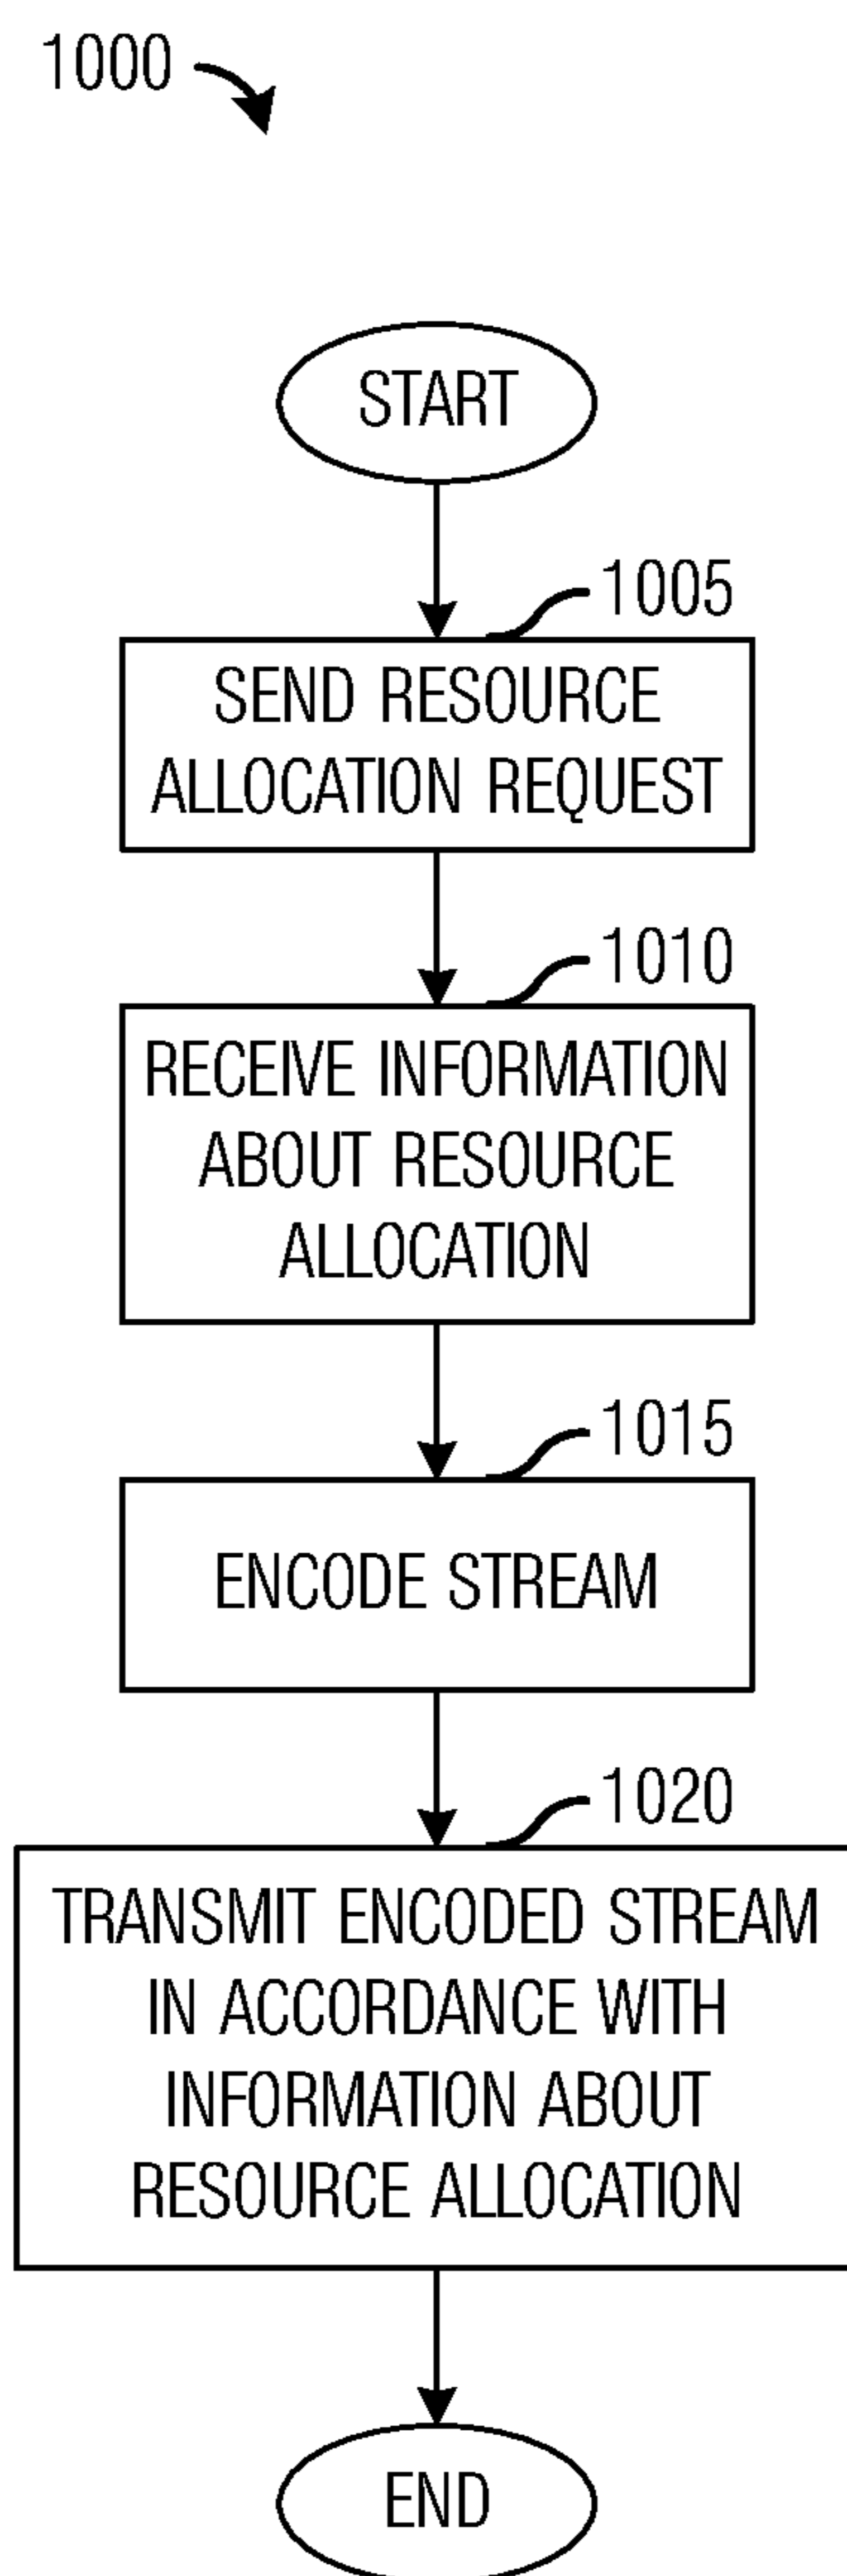 1000
START
1005
SEND RESOURCE
ALLOCATION REQUEST
1010
RECEIVE INFORMATION
ABOUT RESOURCE
ALLOCATION
1015
ENCODE STREAM
1020
TRANSMIT ENCODED STREAM
IN ACCORDANCE WITH
INFORMATION ABOUT
RESOURCE ALLOCATION
END